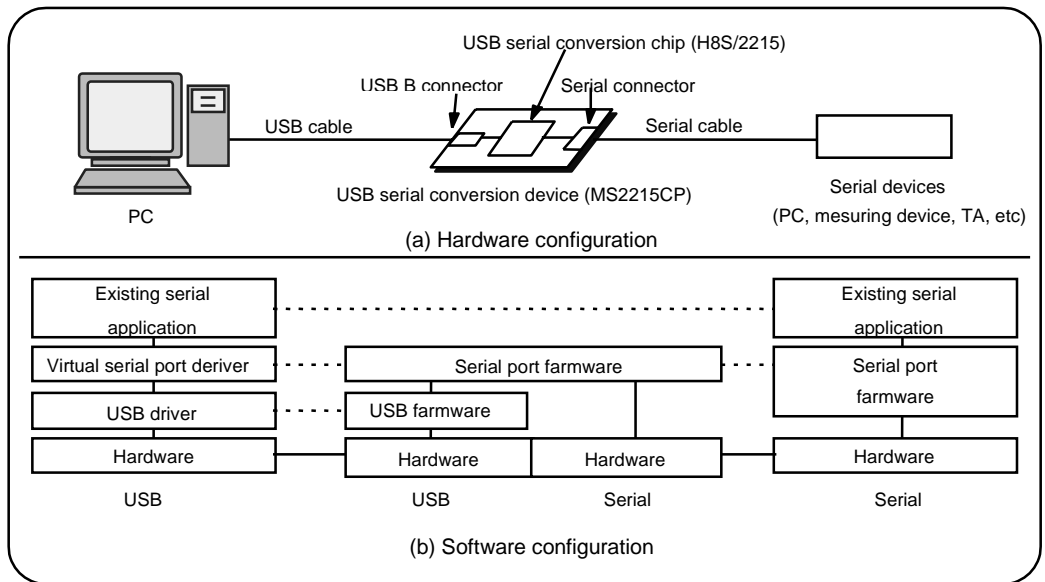 USB serial conversion chip (H8S/2215)
USB B connector
Serial connector
USB cable
Serial cable
USB serial conversion device (MS2215CP)
PC
Serial devices
(PC, mesuring device, TA, etc)
(a) Hardware configuration
Existing serial
application
Existing serial
application
Virtual serial port deriver
Serial port farmware
Serial port
farmware
USB driver
USB farmware
Hardware
Hardware
Hardware
Hardware
USB
USB
Serial
Serial
(b) Software configuration